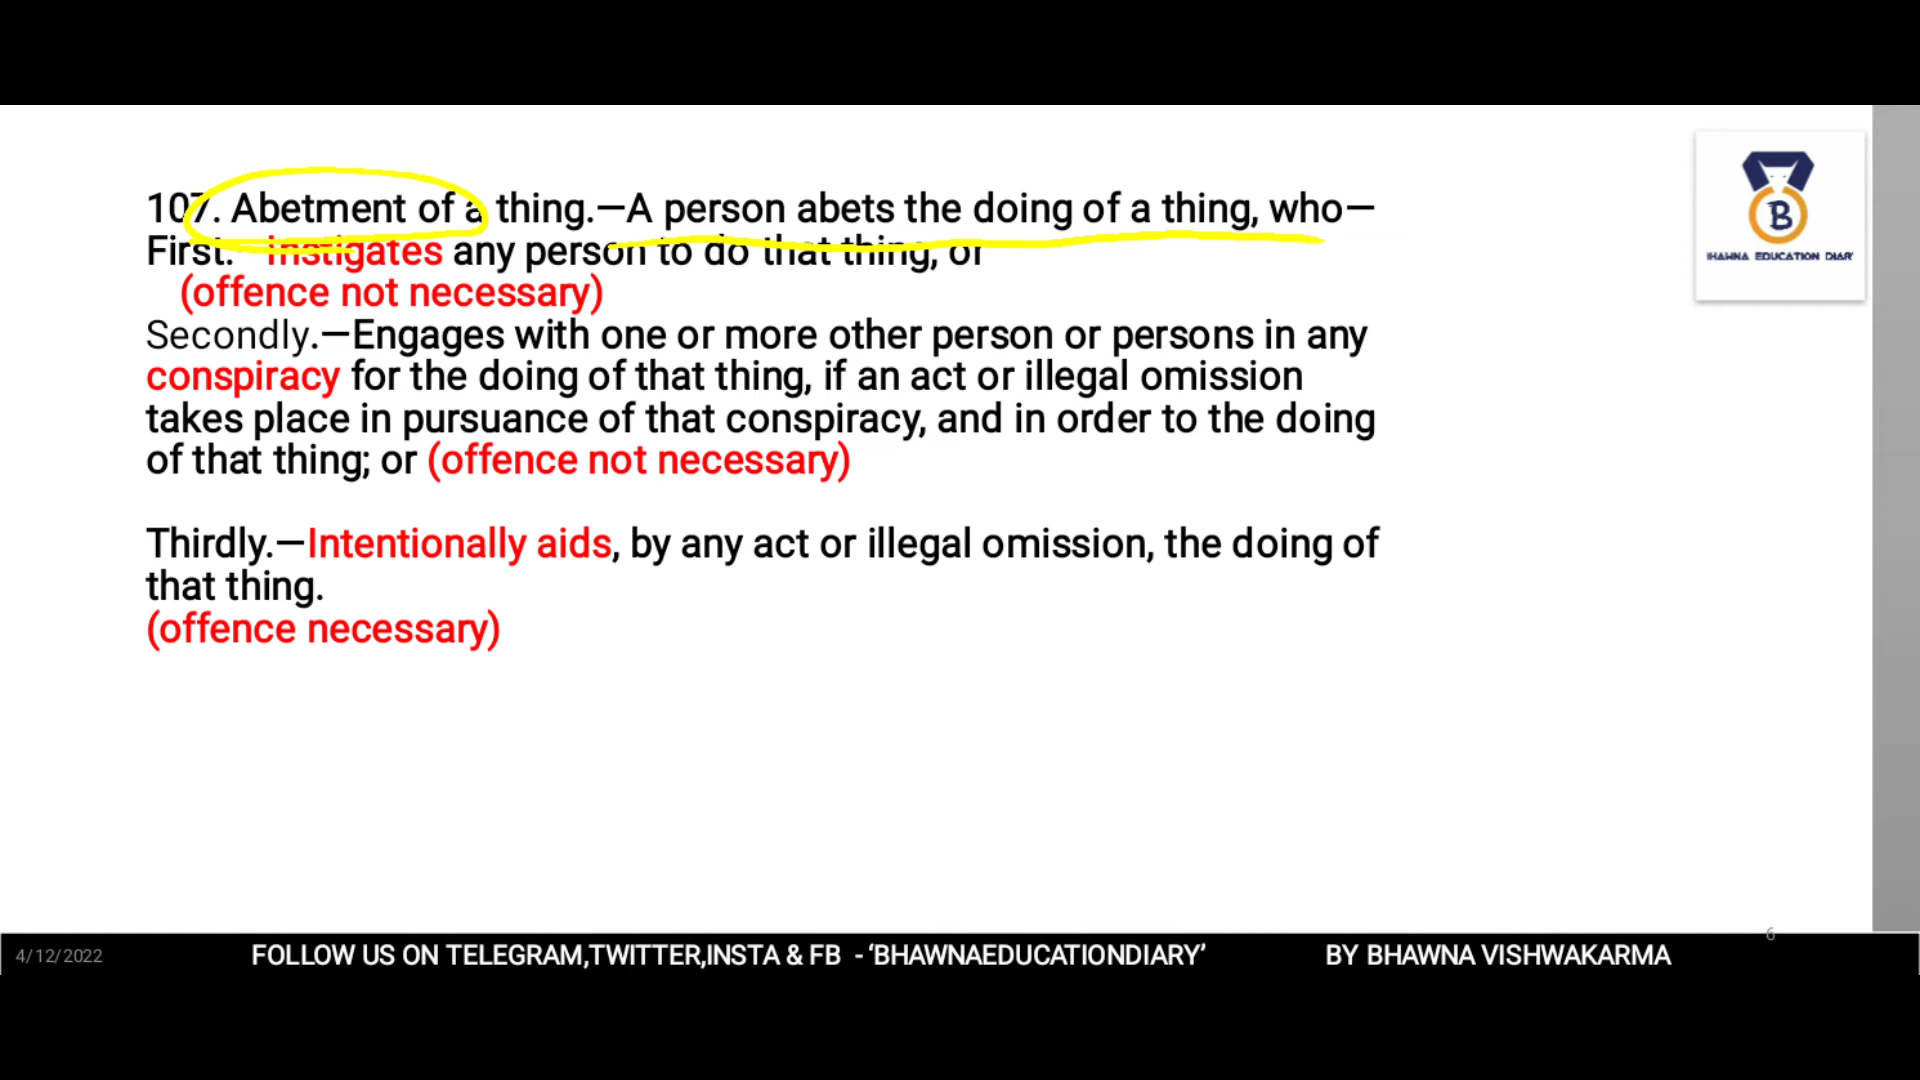 107. Abetment of a thing.—A person abets the doing of a thing, who—
First.—Instigates any person to do that thing; or
(offence not necessary)
Secondly.—Engages with one or more other person or persons in any
conspiracy for the doing of that thing, if an act or illegal omission
takes place in pursuance of that conspiracy, and in order to the doing
of that thing; or (offence not necessary)
Thirdly.—Intentionally aids, by any act or illegal omission, the doing of
that thing.
(offence necessary)
B
BHAWNA EDUCATION DIARY
6
4/12/2022
FOLLOW US ON TELEGRAM,TWITTER,INSTA & FB - ‘BHAWNAEDUCATIONDIARY’
BY BHAWNA VISHWAKARMA